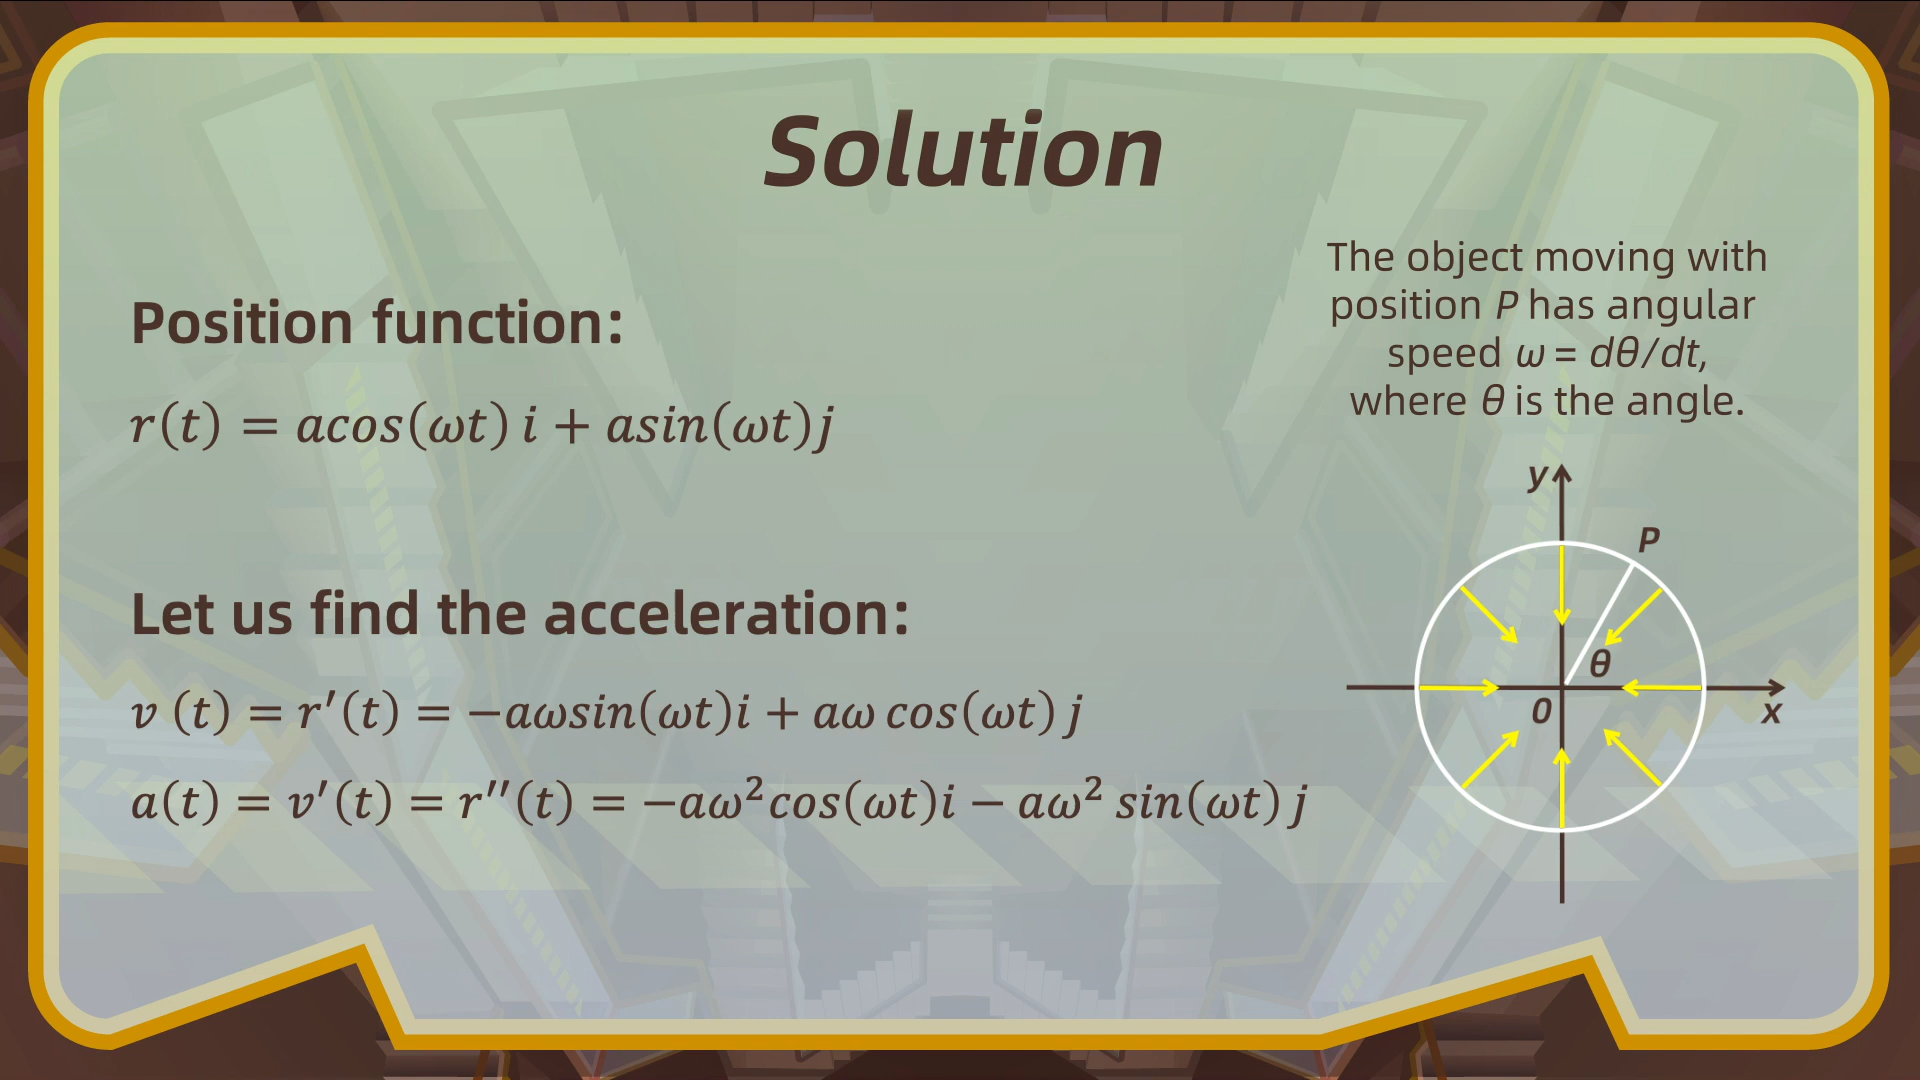 Solution
Position function:
r(t) = acos(ωt) i + asin(ωt)j
Let us find the acceleration:
v (t) = r′(t) = −aωsin(ωt)i + aω cos(ωt) j
a(t) = v′(t) = r′′(t) = −aω²cos(ωt)i − aω² sin(ωt) j
The object moving with
position P has angular
speed ω = dθ/dt,
where θ is the angle.
y
P
θ
0
x